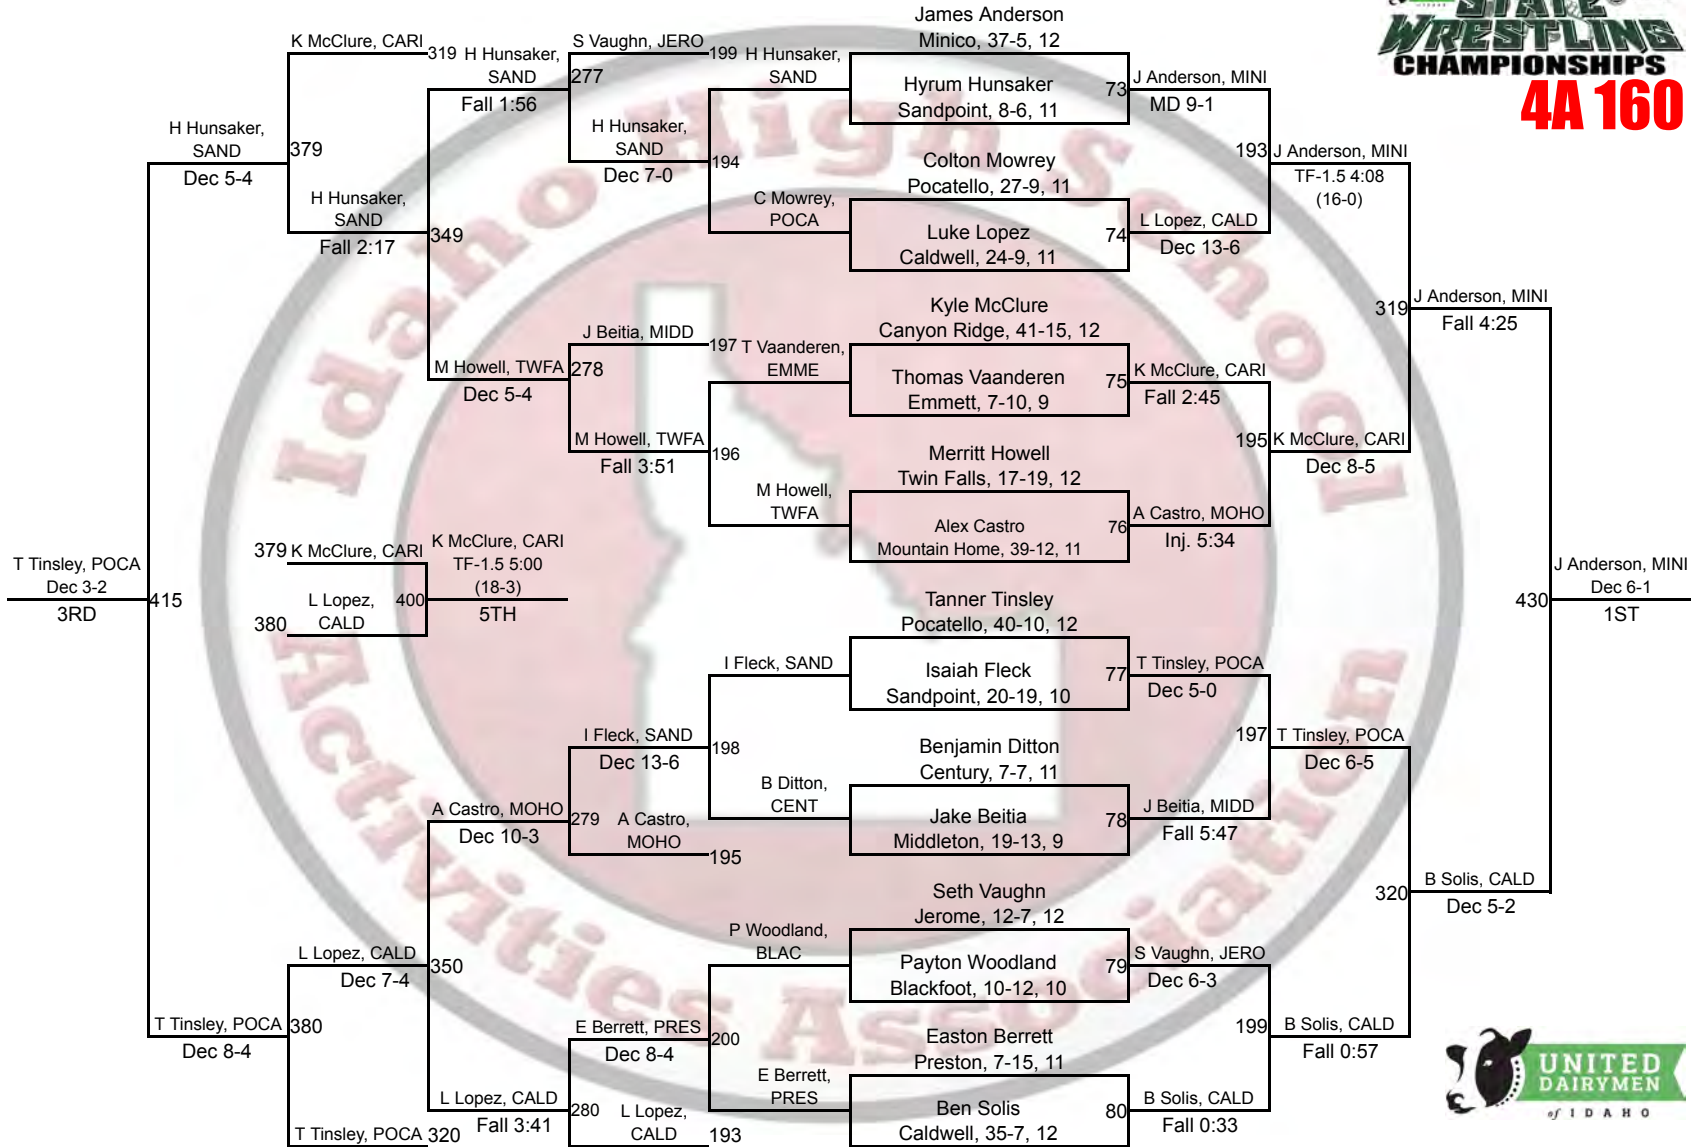 STATE
WRESTLING
CHAMPIONSHIPS
4A 160
Idaho High School
Activities Association
James Anderson
Minico, 37-5, 12
Hyrum Hunsaker
Sandpoint, 8-6, 11
73
Colton Mowrey
Pocatello, 27-9, 11
Luke Lopez
Caldwell, 24-9, 11
74
Kyle McClure
Canyon Ridge, 41-15, 12
Thomas Vaanderen
Emmett, 7-10, 9
75
Merritt Howell
Twin Falls, 17-19, 12
Alex Castro
Mountain Home, 39-12, 11
76
Tanner Tinsley
Pocatello, 40-10, 12
Isaiah Fleck
Sandpoint, 20-19, 10
77
Benjamin Ditton
Century, 7-7, 11
Jake Beitia
Middleton, 19-13, 9
78
Seth Vaughn
Jerome, 12-7, 12
Payton Woodland
Blackfoot, 10-12, 10
79
Easton Berrett
Preston, 7-15, 11
Ben Solis
Caldwell, 35-7, 12
80
J Anderson, MINI
MD 9-1
L Lopez, CALD
Dec 13-6
193
K McClure, CARI
Fall 2:45
A Castro, MOHO
Inj. 5:34
195
T Tinsley, POCA
Dec 5-0
J Beitia, MIDD
Fall 5:47
197
S Vaughn, JERO
Dec 6-3
B Solis, CALD
Fall 0:33
199
J Anderson, MINI
TF-1.5 4:08
(16-0)
K McClure, CARI
Dec 8-5
319
T Tinsley, POCA
Dec 6-5
B Solis, CALD
Fall 0:57
320
J Anderson, MINI
Fall 4:25
B Solis, CALD
Dec 5-2
430
J Anderson, MINI
Dec 6-1
1ST
H Hunsaker,
SAND
C Mowrey,
POCA
194
T Vaanderen,
EMME
M Howell,
TWFA
196
I Fleck, SAND
B Ditton,
CENT
198
P Woodland,
BLAC
E Berrett,
PRES
200
S Vaughn, JERO
199
H Hunsaker,
SAND
Dec 7-0
277
J Beitia, MIDD
197
M Howell, TWFA
Fall 3:51
278
I Fleck, SAND
Dec 13-6
A Castro,
MOHO
195
279
E Berrett, PRES
Dec 8-4
L Lopez,
CALD
193
280
H Hunsaker,
SAND
Fall 1:56
M Howell, TWFA
Dec 5-4
349
A Castro, MOHO
Dec 10-3
L Lopez, CALD
Fall 3:41
350
K McClure, CARI
319
H Hunsaker,
SAND
Fall 2:17
379
L Lopez, CALD
Dec 7-4
T Tinsley, POCA
320
380
H Hunsaker,
SAND
Dec 5-4
T Tinsley, POCA
Dec 8-4
415
T Tinsley, POCA
Dec 3-2
3RD
379
K McClure, CARI
380
L Lopez,
CALD
400
K McClure, CARI
TF-1.5 5:00
(18-3)
5TH
UNITED
DAIRYMEN
of IDAHO